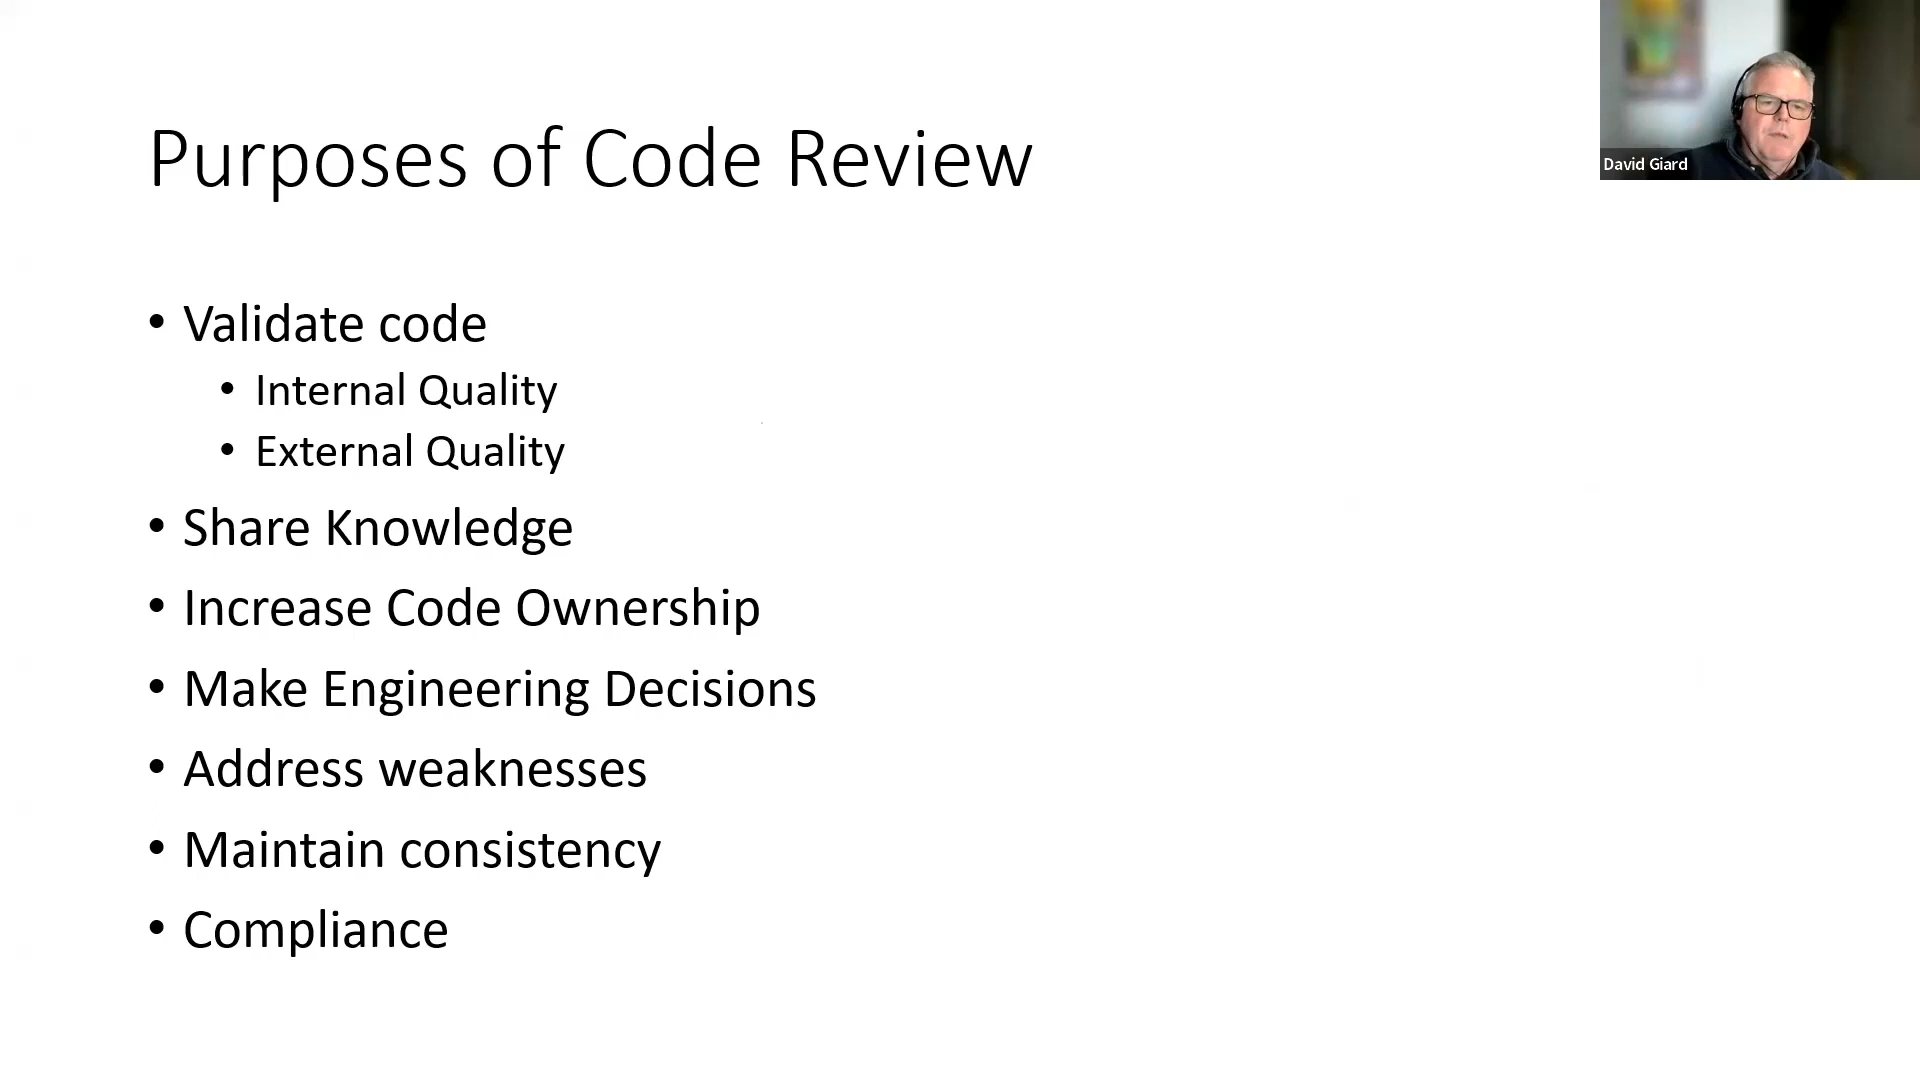 Purposes of Code Review
David Giard
• Validate code
• Internal Quality
• External Quality
• Share Knowledge
• Increase Code Ownership
• Make Engineering Decisions
• Address weaknesses
• Maintain consistency
• Compliance